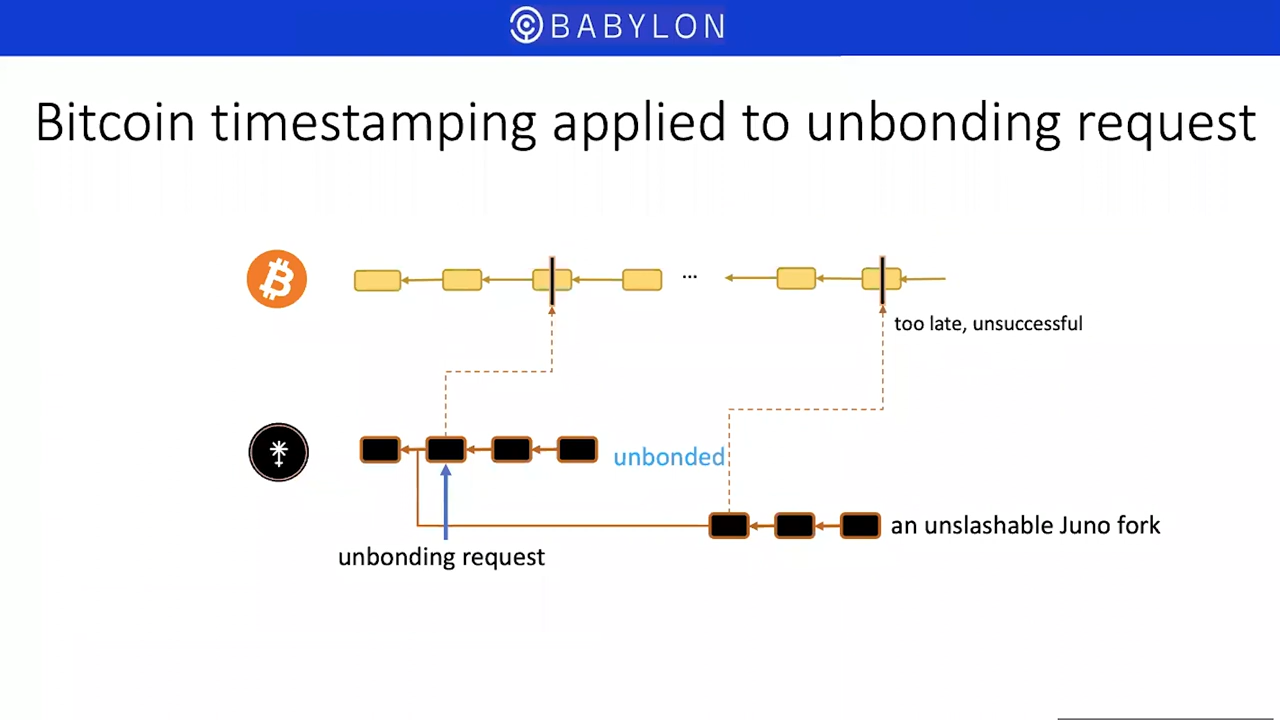 BABYLON
Bitcoin timestamping applied to unbonding request
...
too late, unsuccessful
unbonded
an unslashable Juno fork
unbonding request